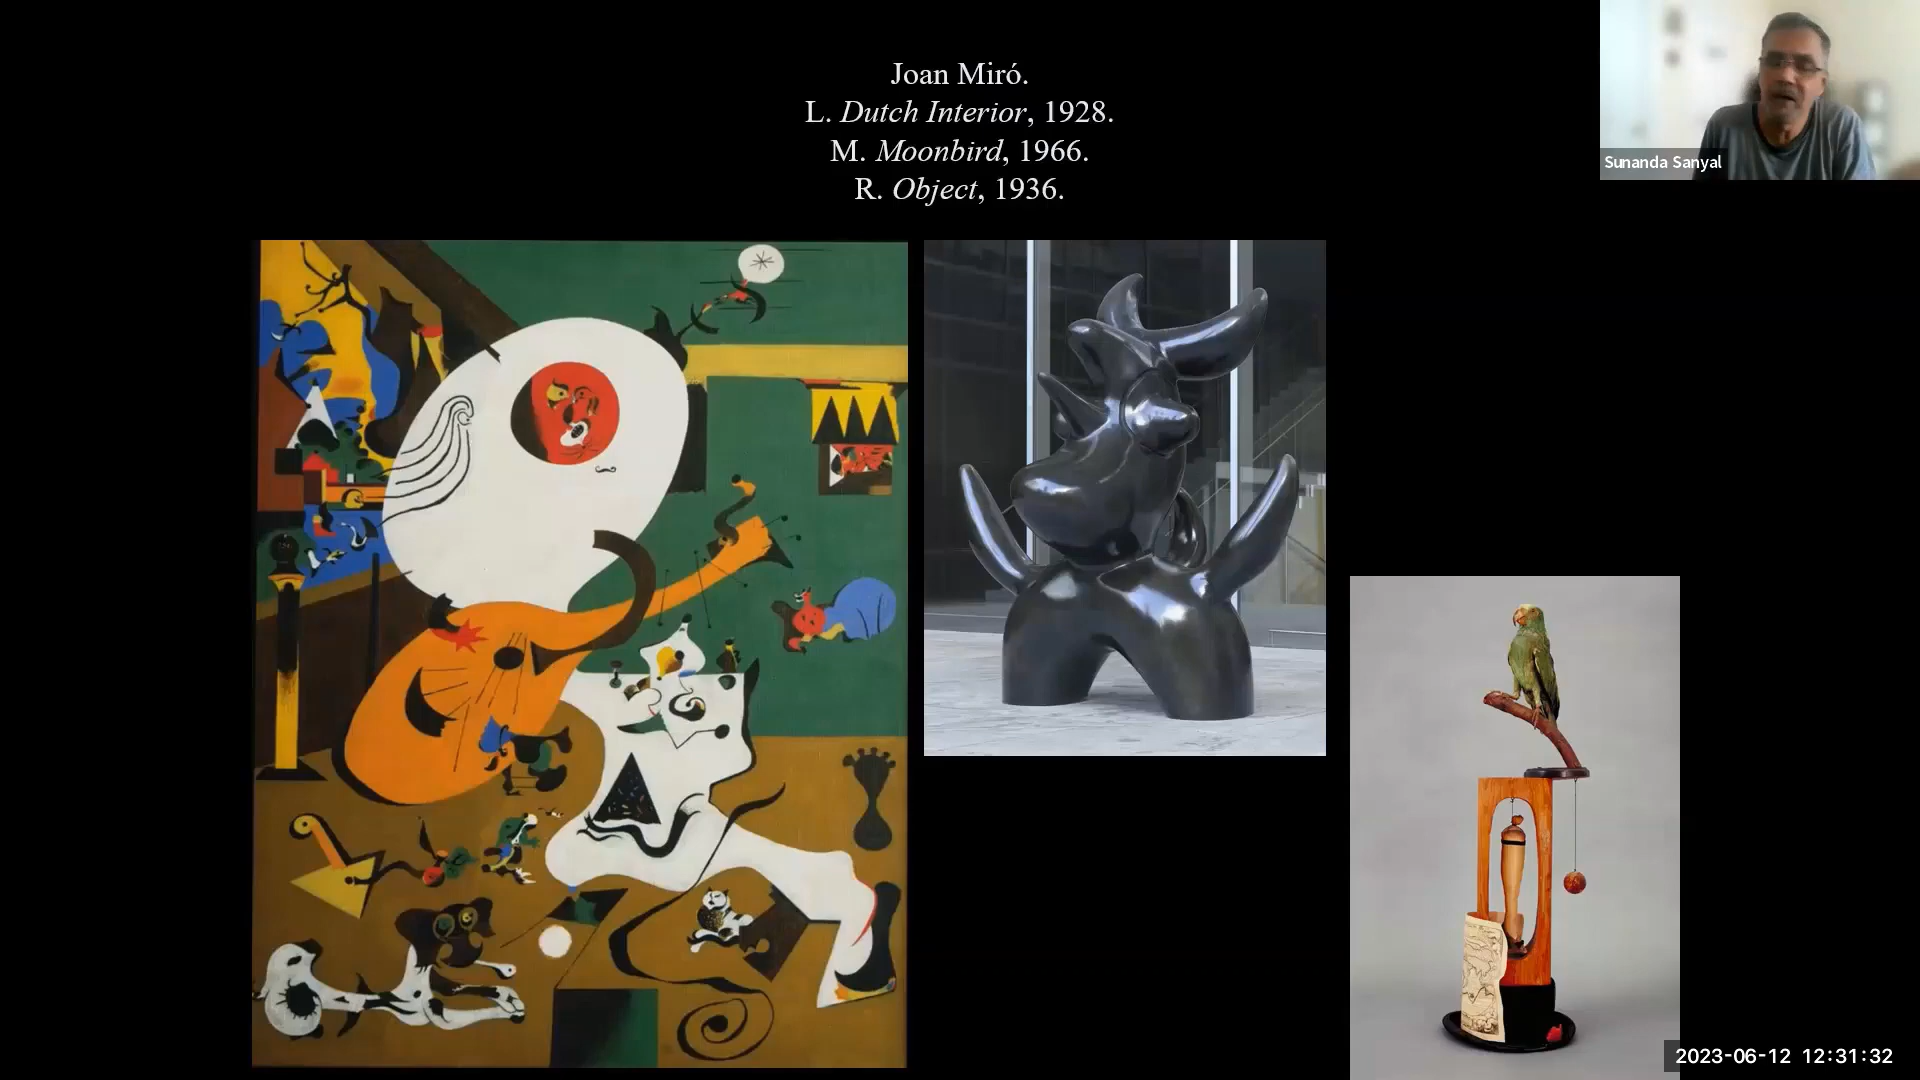 Joan Miró.
L. Dutch Interior, 1928.
M. Moonbird, 1966.
R. Object, 1936.
Sunanda Sanyal
2023-06-12 12:31:32